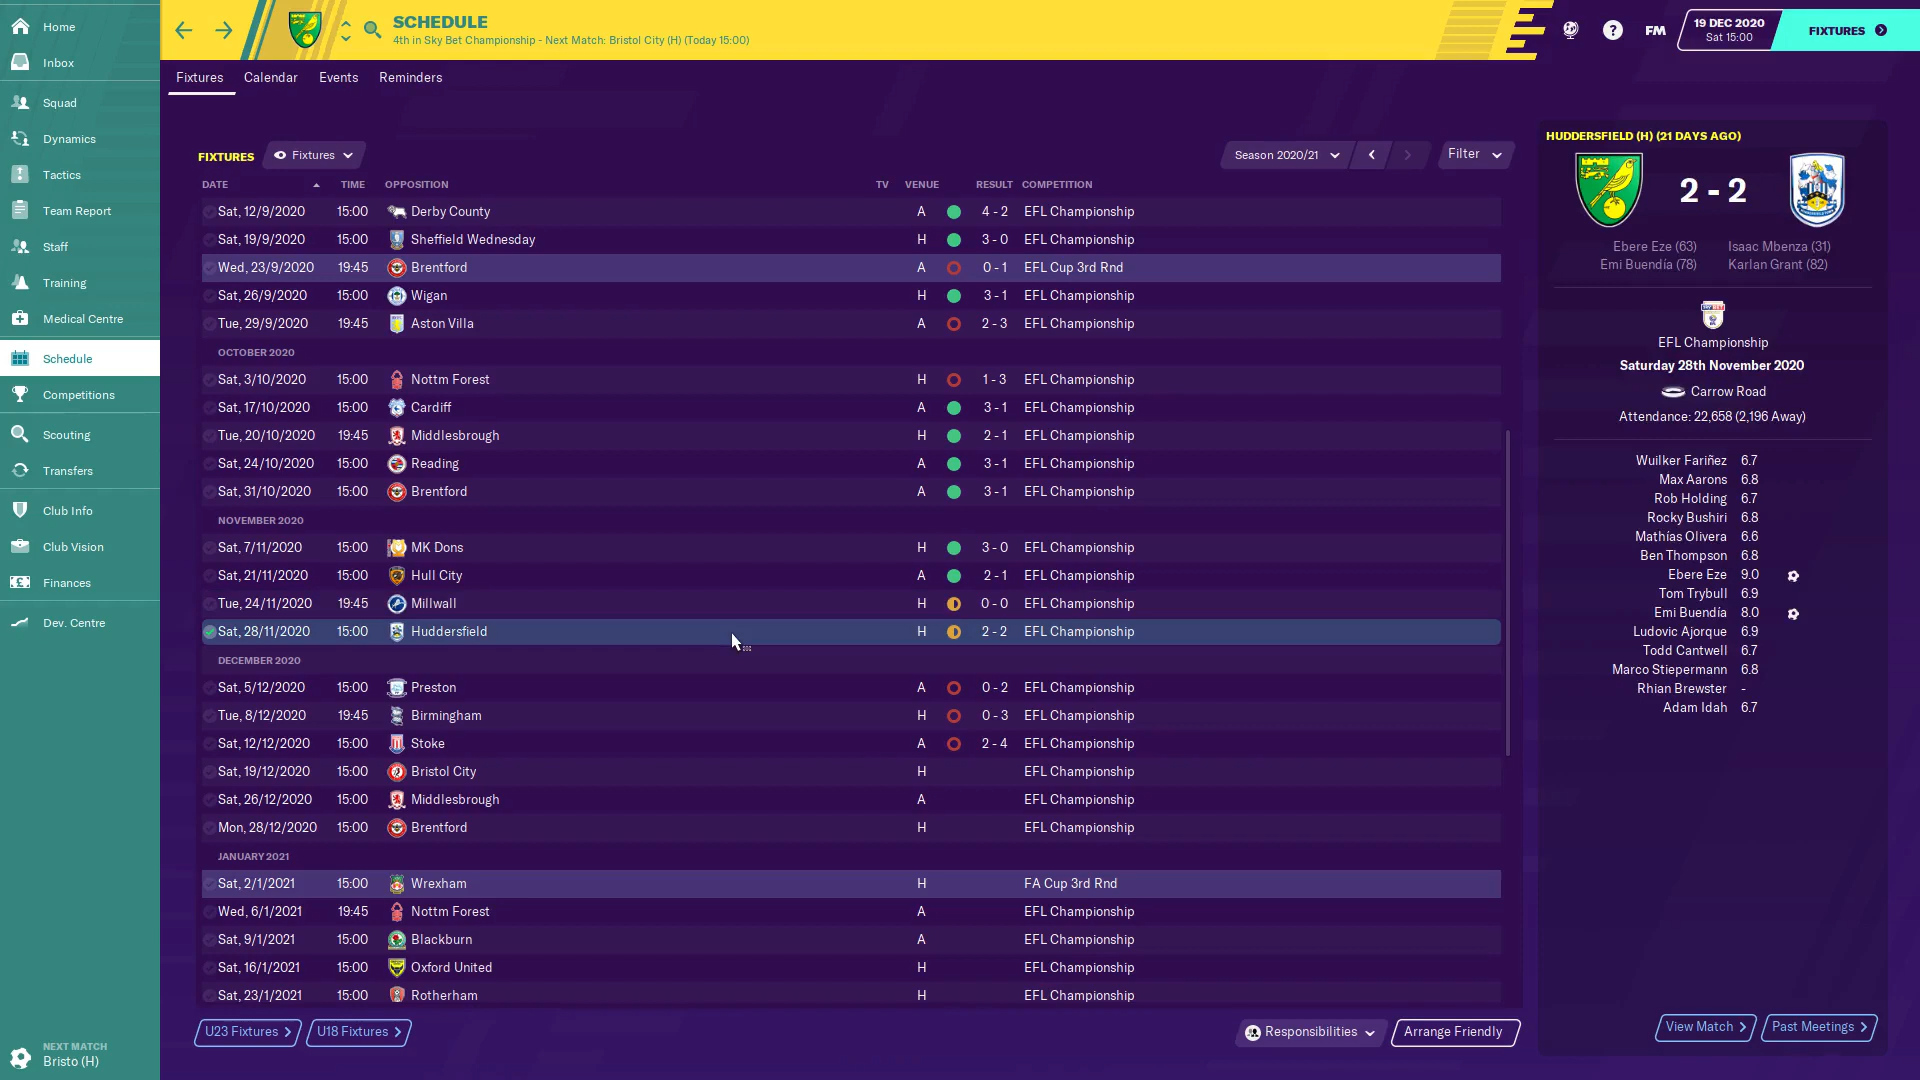 Home
Inbox
Squad
Dynamics
Tactics
Team Report
Staff
Training
Medical Centre
Schedule
Competitions
Scouting
Transfers
Club Info
Club Vision
Finances
Dev. Centre
NEXT MATCH
Bristo (H)
SCHEDULE
4th in Sky Bet Championship - Next Match: Bristol City (H) (Today 15:00)
? FM 19 DEC 2020 FIXTURES
Sat 15:00
Fixtures Calendar Events Reminders
FIXTURES Fixtures Season 2020/21 Filter
DATE TIME OPPOSITION TV VENUE RESULT COMPETITION
Sat, 12/9/2020 15:00 Derby County A 4 - 2 EFL Championship
Sat, 19/9/2020 15:00 Sheffield Wednesday H 3 - 0 EFL Championship
Wed, 23/9/2020 19:45 Brentford A 0 - 1 EFL Cup 3rd Rnd
Sat, 26/9/2020 15:00 Wigan H 3 - 1 EFL Championship
Tue, 29/9/2020 19:45 Aston Villa A 2 - 3 EFL Championship
OCTOBER 2020
Sat, 3/10/2020 15:00 Nottm Forest H 1 - 3 EFL Championship
Sat, 17/10/2020 15:00 Cardiff A 3 - 1 EFL Championship
Tue, 20/10/2020 19:45 Middlesbrough H 2 - 1 EFL Championship
Sat, 24/10/2020 15:00 Reading A 3 - 1 EFL Championship
Sat, 31/10/2020 15:00 Brentford A 3 - 1 EFL Championship
NOVEMBER 2020
Sat, 7/11/2020 15:00 MK Dons H 3 - 0 EFL Championship
Sat, 21/11/2020 15:00 Hull City A 2 - 1 EFL Championship
Tue, 24/11/2020 19:45 Millwall H 0 - 0 EFL Championship
Sat, 28/11/2020 15:00 Huddersfield H 2 - 2 EFL Championship
DECEMBER 2020
Sat, 5/12/2020 15:00 Preston A 0 - 2 EFL Championship
Tue, 8/12/2020 19:45 Birmingham H 0 - 3 EFL Championship
Sat, 12/12/2020 15:00 Stoke A 2 - 4 EFL Championship
Sat, 19/12/2020 15:00 Bristol City H EFL Championship
Sat, 26/12/2020 15:00 Middlesbrough A EFL Championship
Mon, 28/12/2020 15:00 Brentford H EFL Championship
JANUARY 2021
Sat, 2/1/2021 15:00 Wrexham H FA Cup 3rd Rnd
Wed, 6/1/2021 19:45 Nottm Forest A EFL Championship
Sat, 9/1/2021 15:00 Blackburn A EFL Championship
Sat, 16/1/2021 15:00 Oxford United H EFL Championship
Sat, 23/1/2021 15:00 Rotherham H EFL Championship
U23 Fixtures U18 Fixtures Responsibilities Arrange Friendly
HUDDERSFIELD (H) (21 DAYS AGO)
2 - 2
Ebere Eze (63) Isaac Mbenza (31)
Emi Buendía (78) Karlan Grant (82)
EFL Championship
Saturday 28th November 2020
Carrow Road
Attendance: 22,658 (2,196 Away)
Wuilker Fariñez 6.7
Max Aarons 6.8
Rob Holding 6.7
Rocky Bushiri 6.8
Mathías Olivera 6.6
Ben Thompson 6.8
Ebere Eze 9.0
Tom Trybull 6.9
Emi Buendía 8.0
Ludovic Ajorque 6.9
Todd Cantwell 6.7
Marco Stiepermann 6.8
Rhian Brewster -
Adam Idah 6.7
View Match Past Meetings